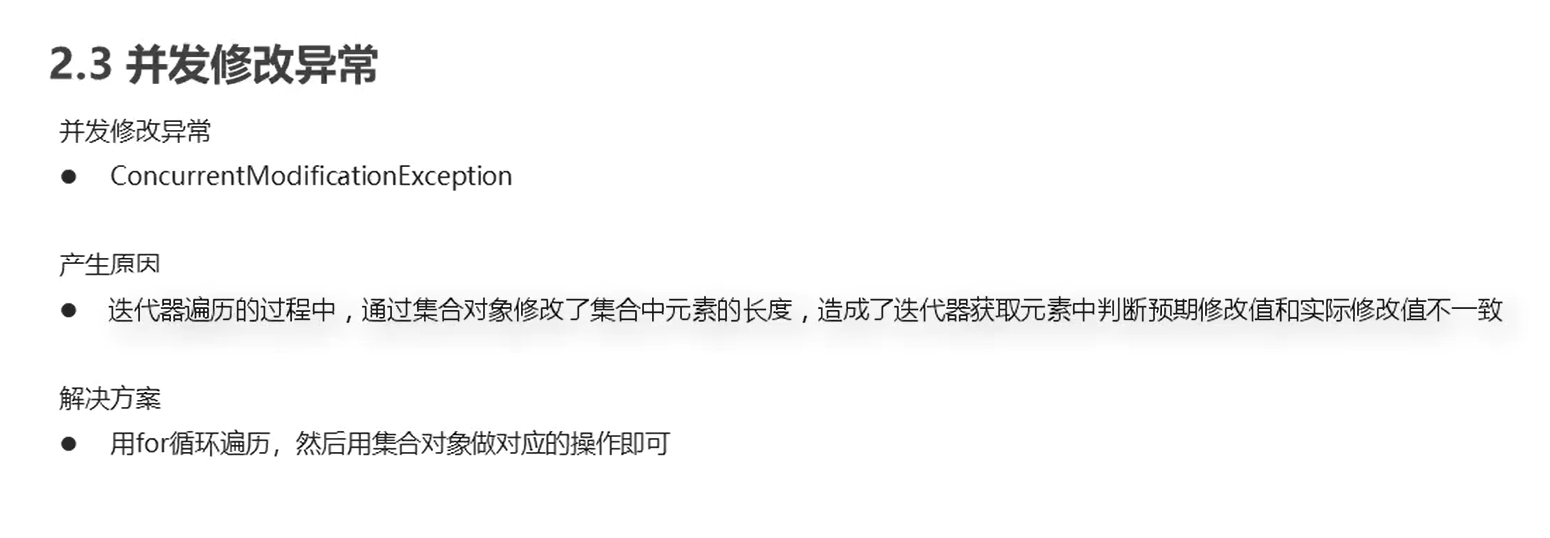 2.3 并发修改异常
并发修改异常
● ConcurrentModificationException
产生原因
● 迭代器遍历的过程中，通过集合对象修改了集合中元素的长度，造成了迭代器获取元素中判断预期修改值和实际修改值不一致
解决方案
● 用for循环遍历，然后用集合对象做对应的操作即可